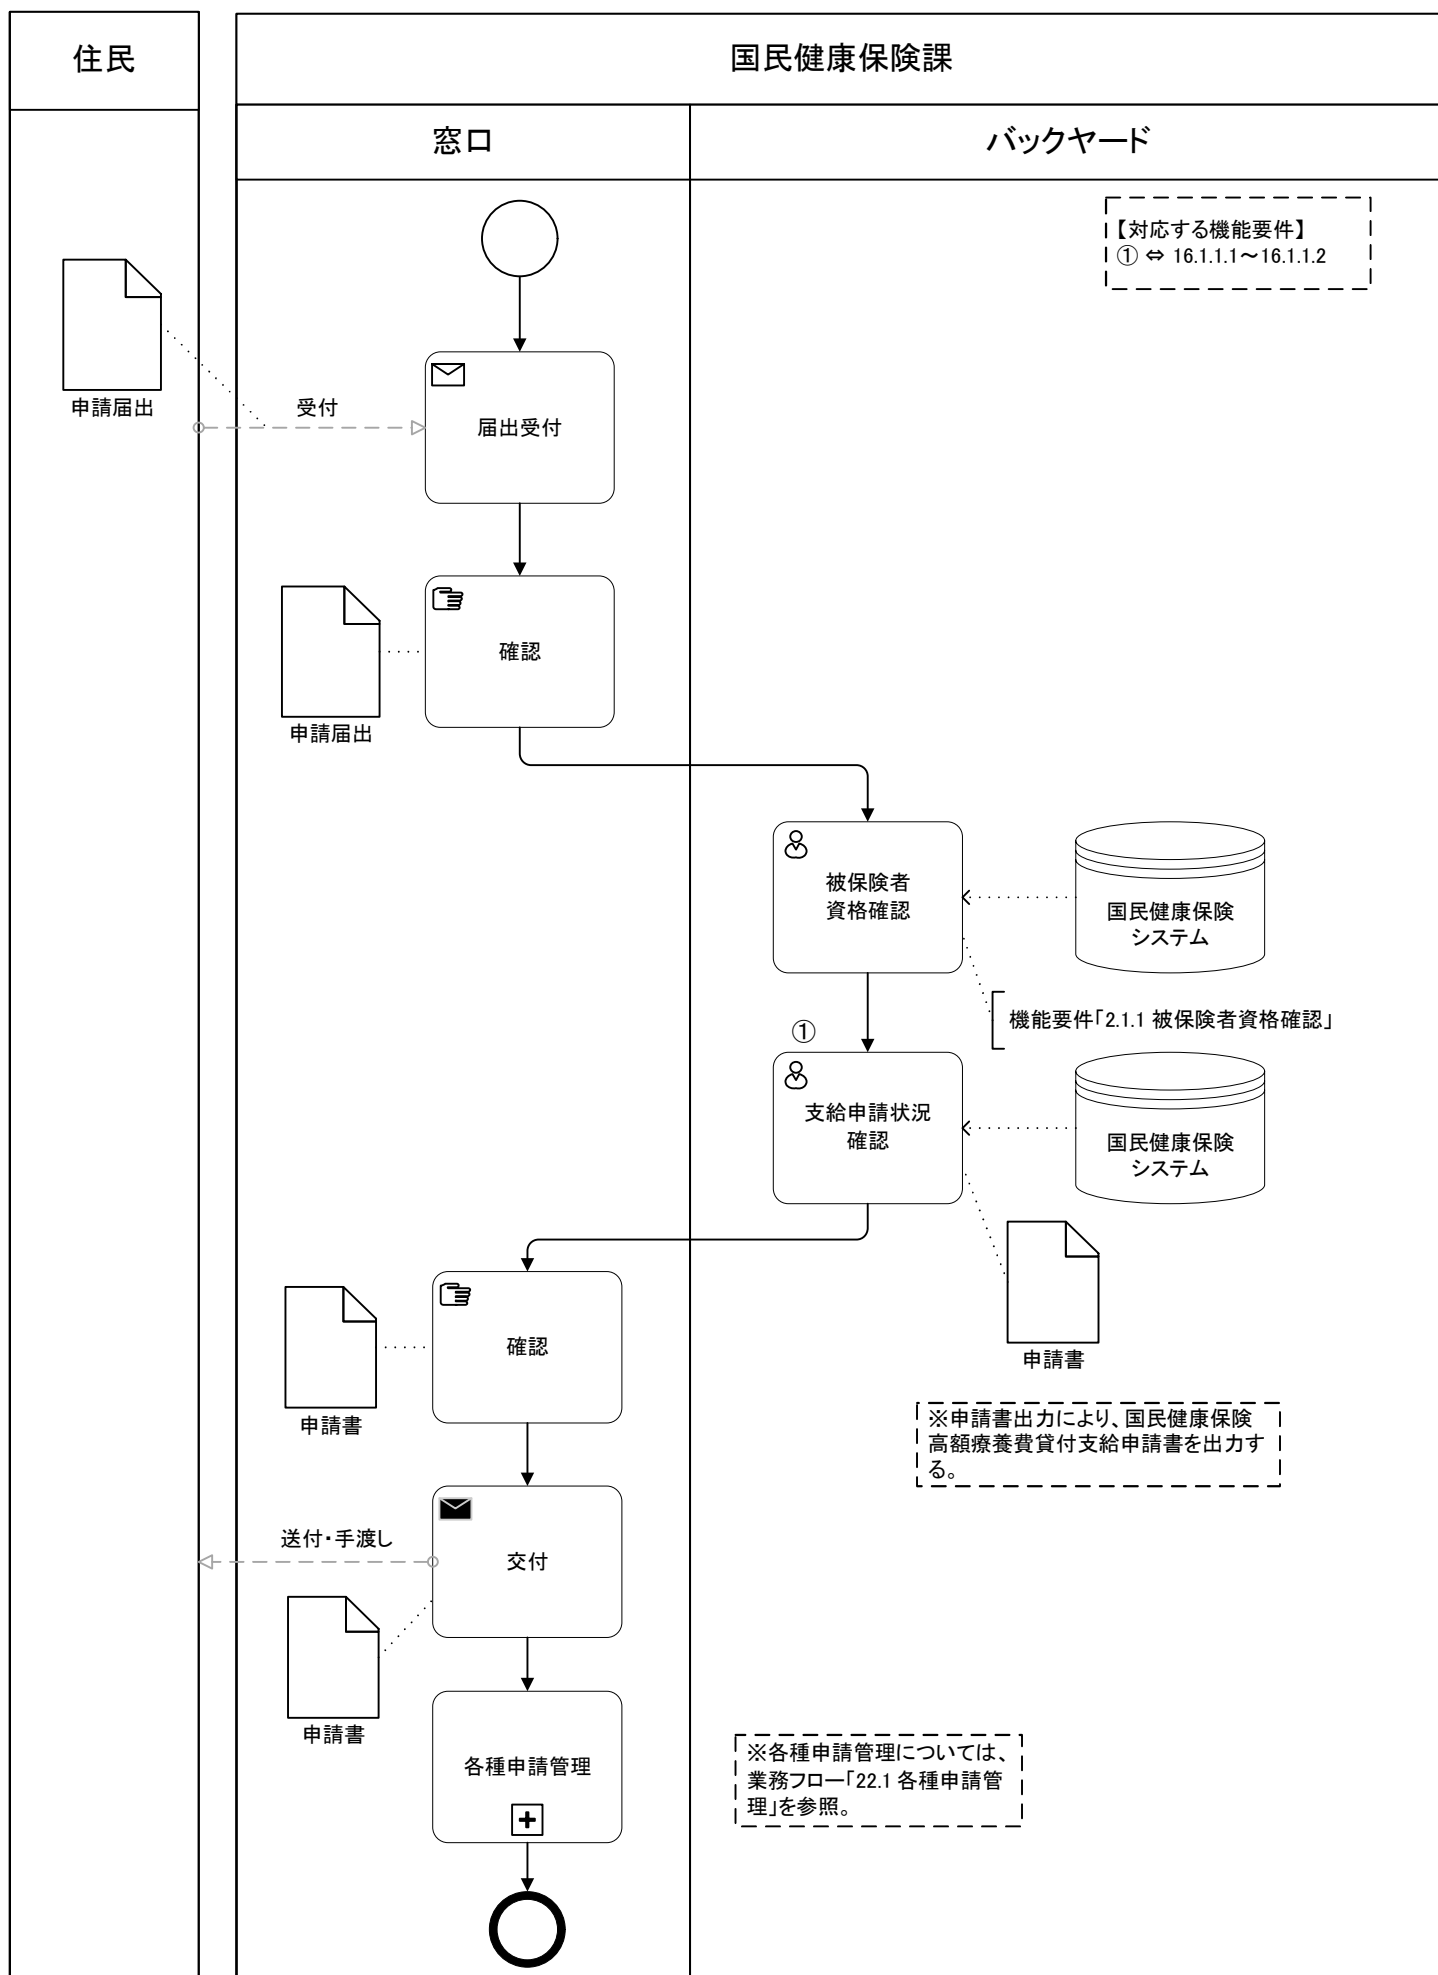 住民
国民健康保険課
窓口
バックヤード
【対応する機能要件】
① ⇔ 16.1.1.1～16.1.1.2
申請届出
受付
届出受付
確認
申請届出
被保険者
資格確認
国民健康保険
システム
機能要件「2.1.1 被保険者資格確認」
①
支給申請状況
確認
国民健康保険
システム
確認
申請書
申請書
※申請書出力により、国民健康保険
高額療養費貸付支給申請書を出力す
る。
送付・手渡し
交付
申請書
各種申請管理
※各種申請管理については、
業務フロー「22.1 各種申請管
理」を参照。